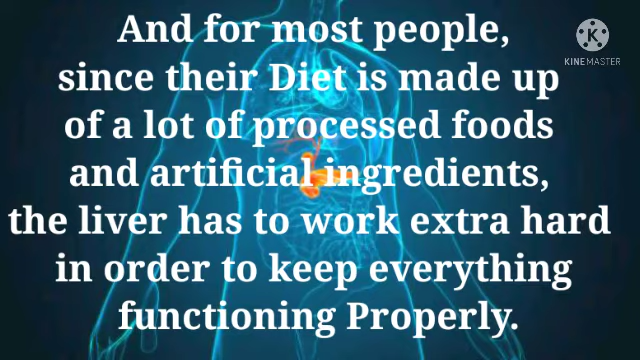 And for most people,
since their Diet is made up
of a lot of processed foods
and artificial ingredients,
the liver has to work extra hard
in order to keep everything
functioning Properly.
K
KINEMASTER